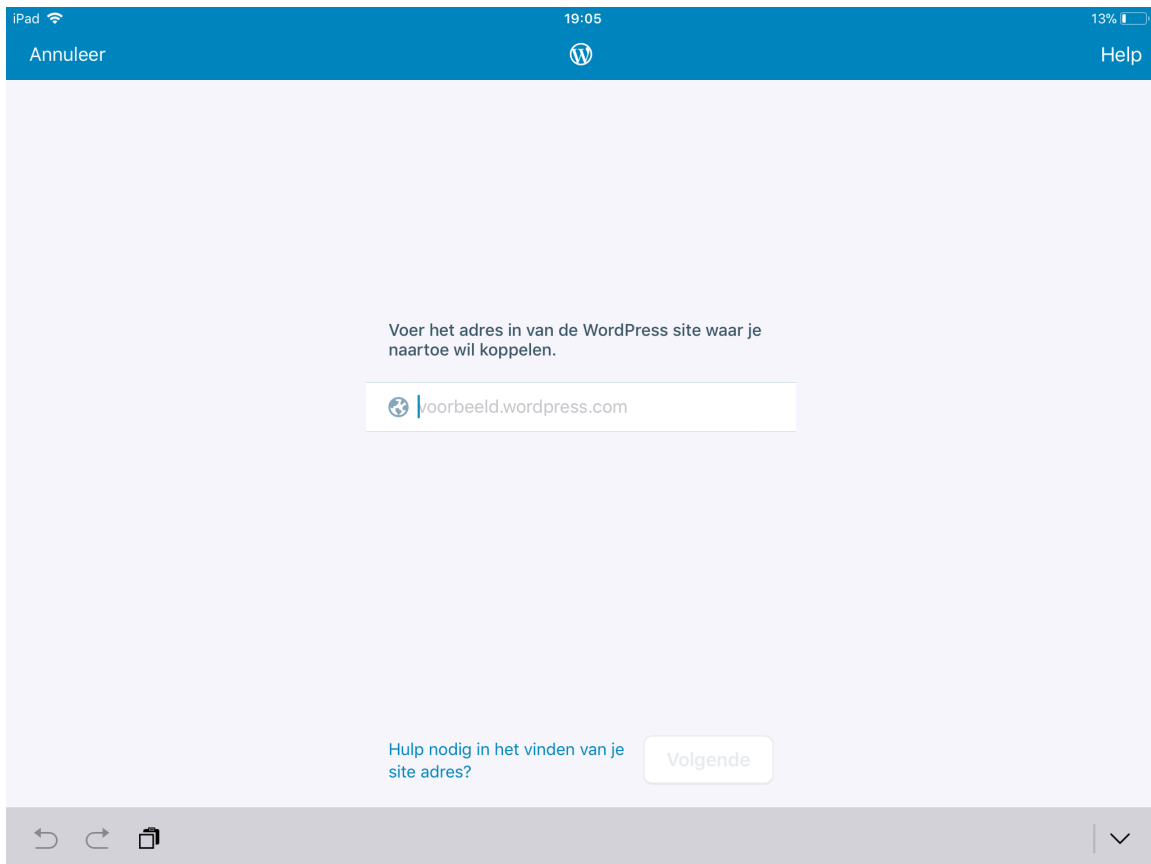 iPad 19:05 13%
Annuleer Help
Voer het adres in van de WordPress site waar je
naartoe wil koppelen.
voorbeeld.wordpress.com
Hulp nodig in het vinden van je
site adres?
Volgende